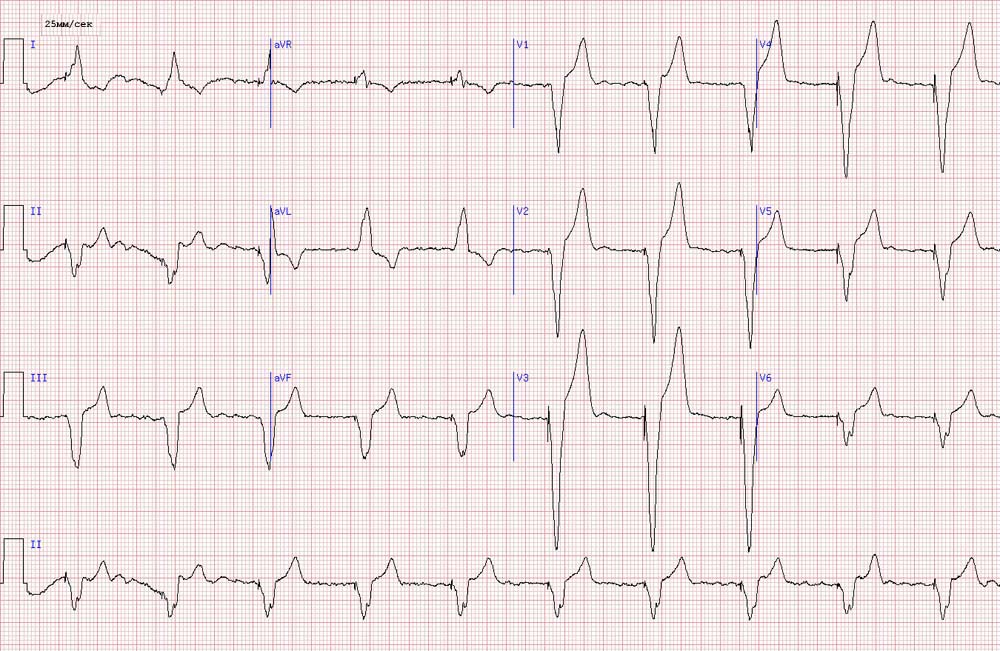 25мм/сек
I aVR V1 V4
II aVL V2 V5
III aVF V3 V6
II